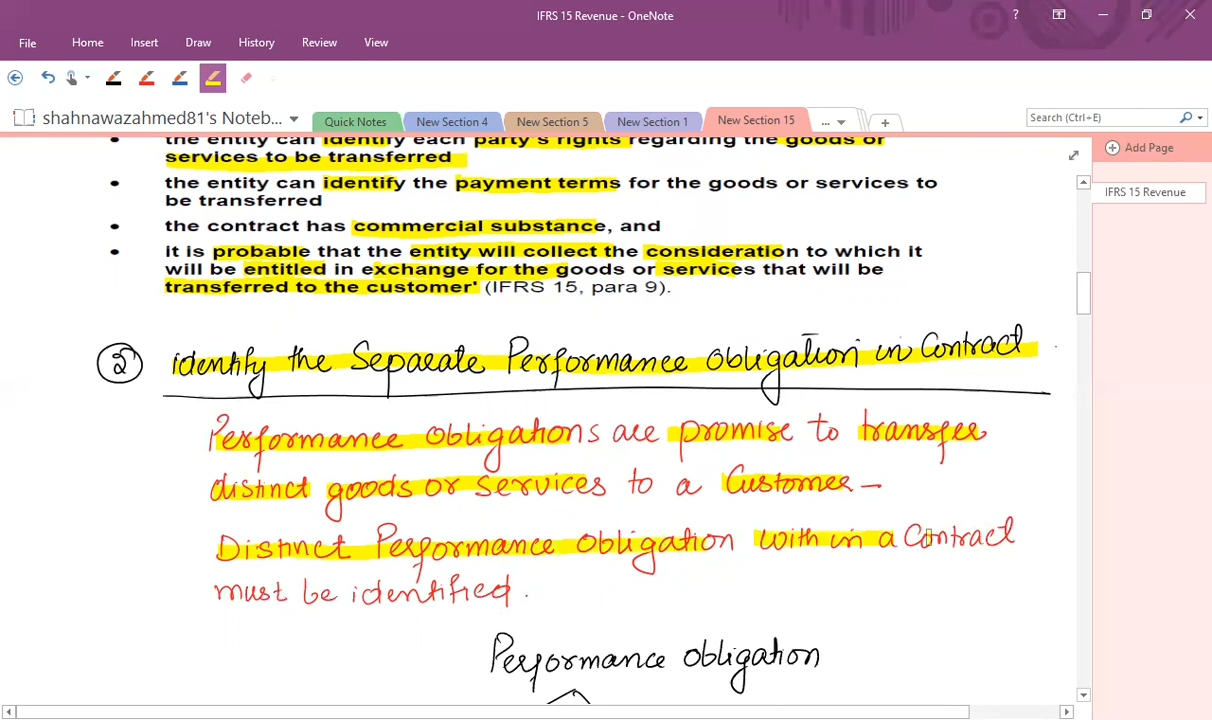 IFRS 15 Revenue - OneNote
?
File Home Insert Draw History Review View
shahnawazahmed81's Noteb... Quick Notes New Section 4 New Section 5 New Section 1 New Section 15 ... + Search (Ctrl+E)
Add Page
IFRS 15 Revenue
the entity can identify each party's rights regarding the goods or
services to be transferred
• the entity can identify the payment terms for the goods or services to
be transferred
• the contract has commercial substance, and
• it is probable that the entity will collect the consideration to which it
will be entitled in exchange for the goods or services that will be
transferred to the customer' (IFRS 15, para 9).
2 identify the Separate Performance obligation in Contract
Performance obligations are promise to transfer
distinct goods or services to a Customer –
Distinct Performance obligation with in a Contract
must be identified.
Performance obligation